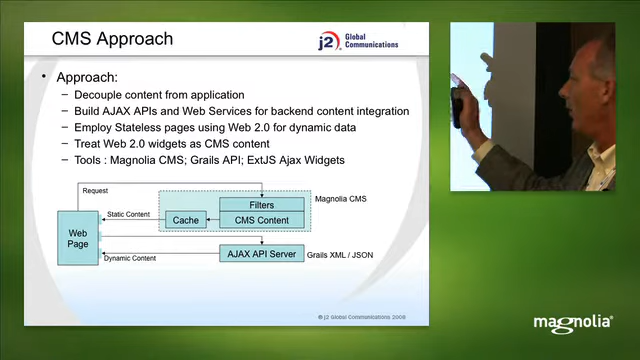 CMS Approach
j2 Global Communications
• Approach:
– Decouple content from application
– Build AJAX APIs and Web Services for backend content integration
– Employ Stateless pages using Web 2.0 for dynamic data
– Treat Web 2.0 widgets as CMS content
– Tools : Magnolia CMS; Grails API; ExtJS Ajax Widgets
Request
Magnolia CMS
Filters
Static Content
Cache
CMS Content
Web Page
AJAX API Server
Grails XML / JSON
Dynamic Content
© j2 Global Communications 2009
magnolia®